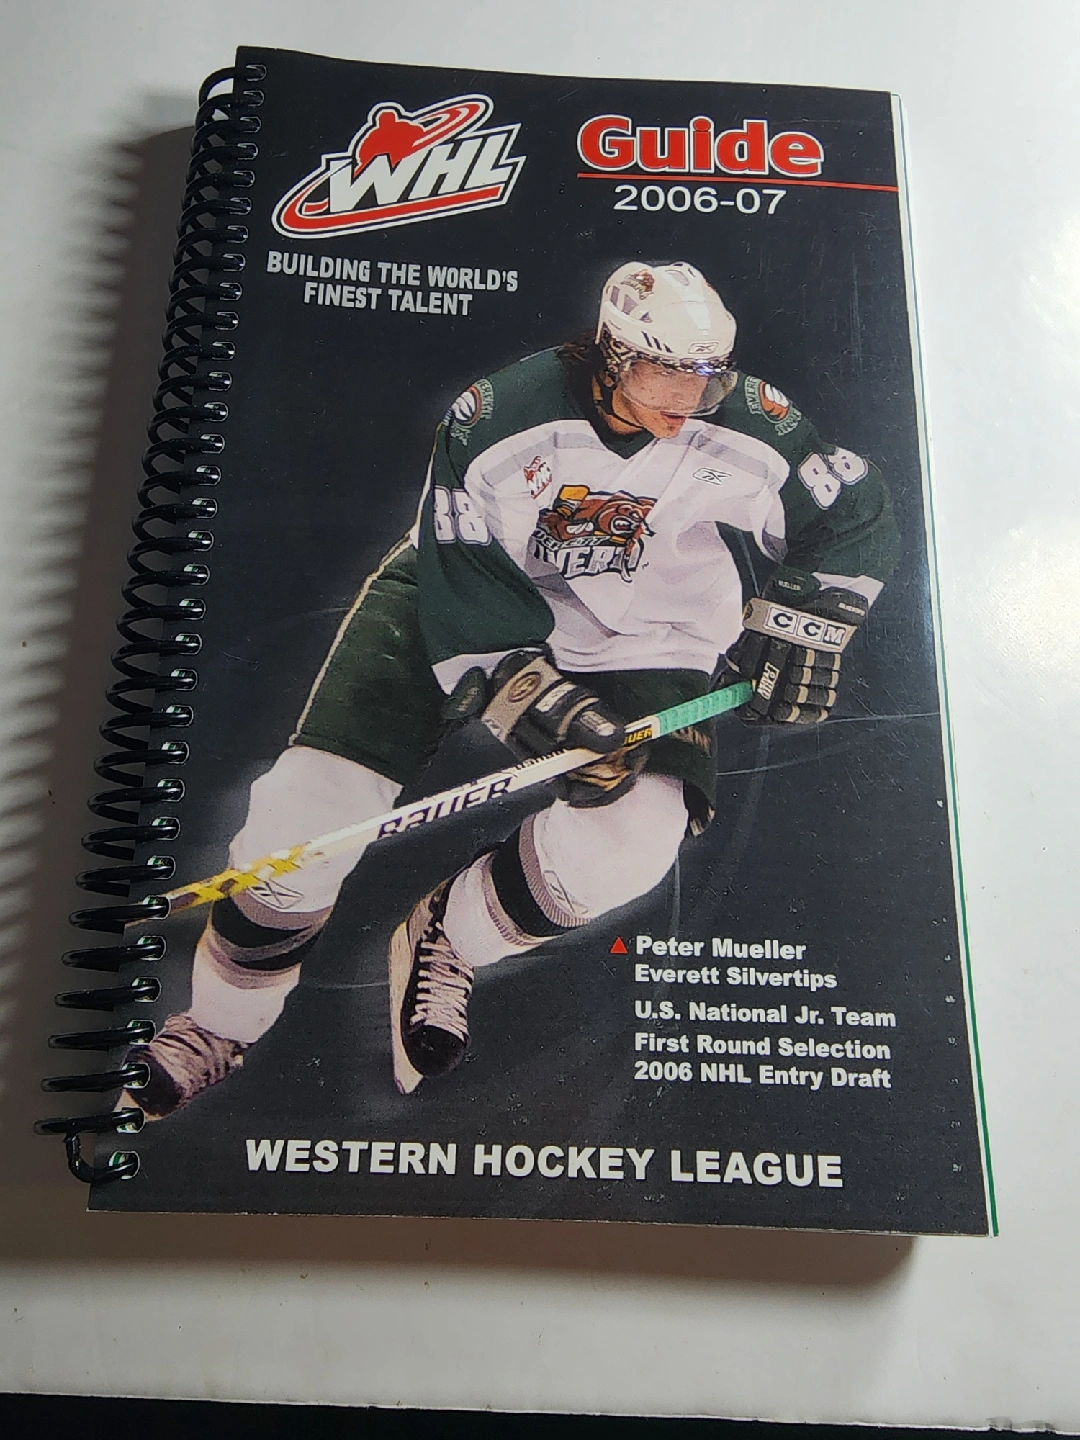 WHL
Guide
2006-07
BUILDING THE WORLD'S
FINEST TALENT
88
88
CCM
MUELLER
BAUER
Peter Mueller
Everett Silvertips
U.S. National Jr. Team
First Round Selection
2006 NHL Entry Draft
WESTERN HOCKEY LEAGUE